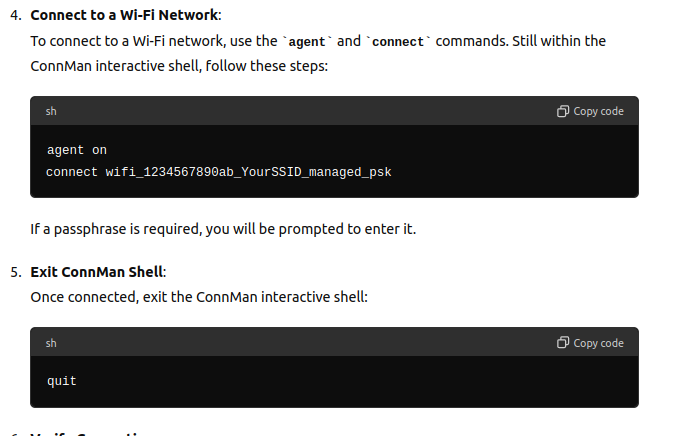 4. Connect to a Wi-Fi Network:
To connect to a Wi-Fi network, use the `agent` and `connect` commands. Still within the
ConnMan interactive shell, follow these steps:
sh
Copy code
agent on
connect wifi_1234567890ab_YourSSID_managed_psk
If a passphrase is required, you will be prompted to enter it.
5. Exit ConnMan Shell:
Once connected, exit the ConnMan interactive shell:
sh
Copy code
quit